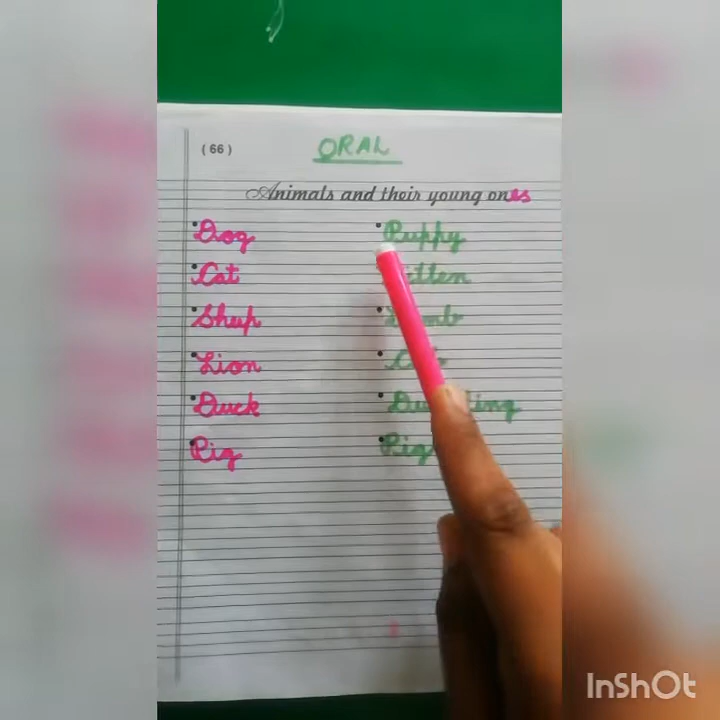 (66)
ORAL
Animals and their young ones
Dog Puppy
Cat
Sheep
Lion
Duck
Pig
InShOt